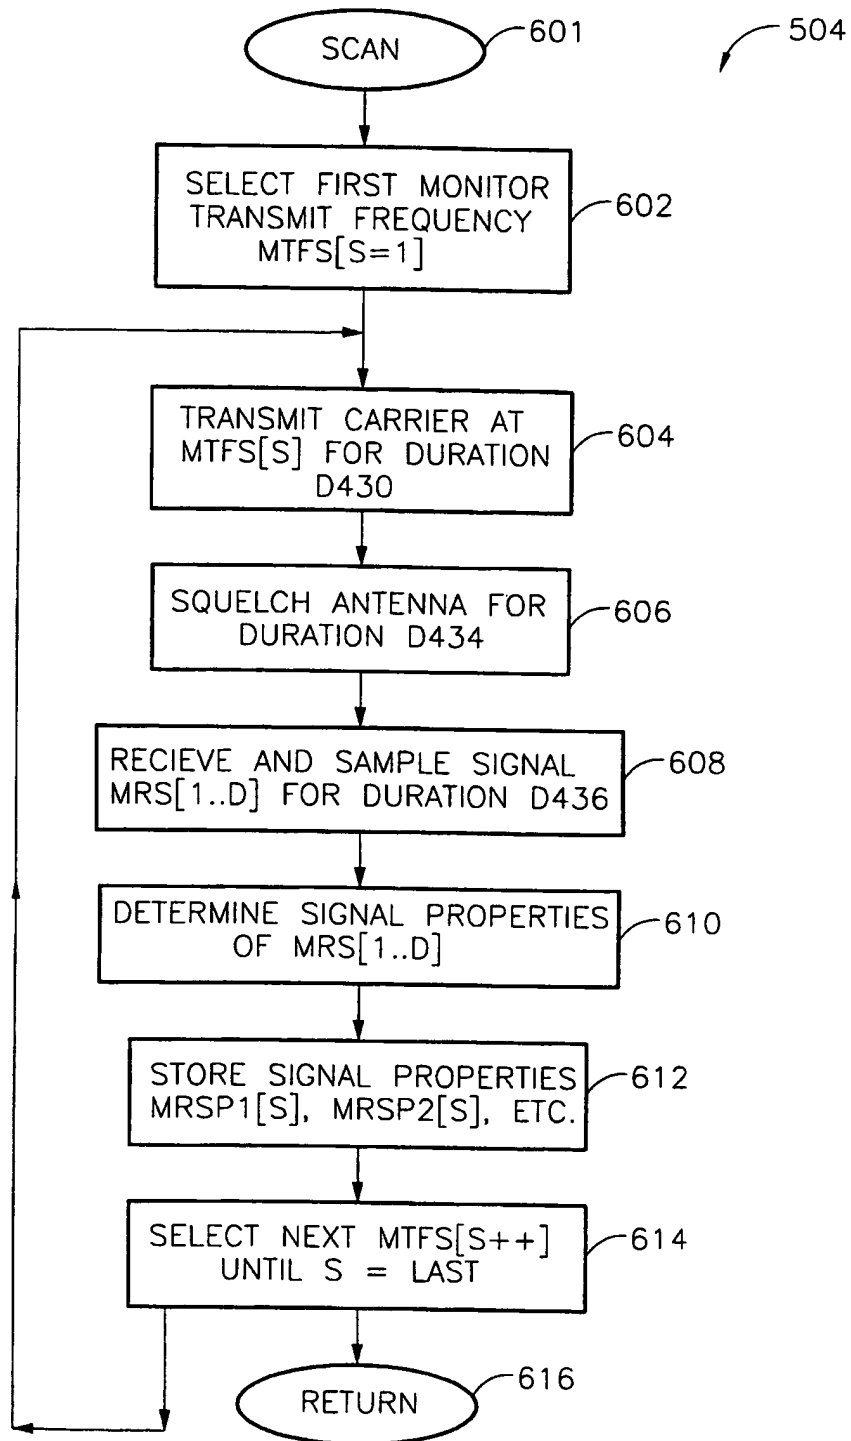 SCAN
601
504
SELECT FIRST MONITOR
TRANSMIT FREQUENCY
MTFS[S=1]
602
TRANSMIT CARRIER AT
MTFS[S] FOR DURATION
D430
604
SQUELCH ANTENNA FOR
DURATION D434
606
RECIEVE AND SAMPLE SIGNAL
MRS[1..D] FOR DURATION D436
608
DETERMINE SIGNAL PROPERTIES
OF MRS[1..D]
610
STORE SIGNAL PROPERTIES
MRSP1[S], MRSP2[S], ETC.
612
SELECT NEXT MTFS[S++]
UNTIL S = LAST
614
RETURN
616